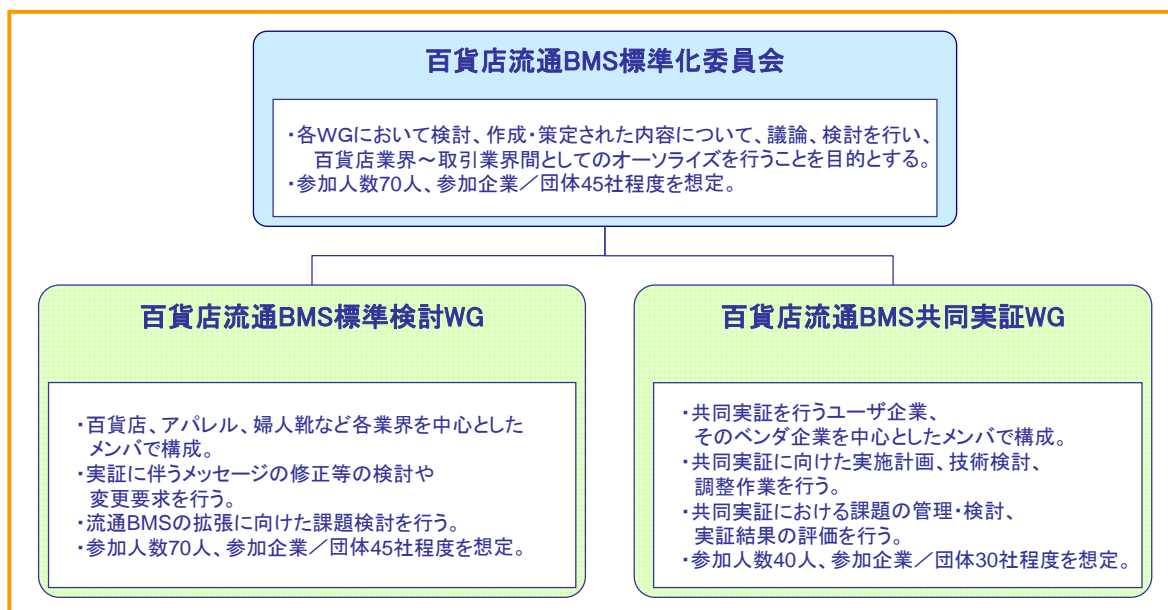 百貨店流通BMS標準化委員会
・各WGにおいて検討、作成・策定された内容について、議論、検討を行い、
百貨店業界～取引業界間としてのオーソライズを行うことを目的とする。
・参加人数70人、参加企業／団体45社程度を想定。
百貨店流通BMS標準検討WG
・百貨店、アパレル、婦人靴など各業界を中心とした
メンバで構成。
・実証に伴うメッセージの修正等の検討や
変更要求を行う。
・流通BMSの拡張に向けた課題検討を行う。
・参加人数70人、参加企業／団体45社程度を想定。
百貨店流通BMS共同実証WG
・共同実証を行うユーザ企業、
そのベンダ企業を中心としたメンバで構成。
・共同実証に向けた実施計画、技術検討、
調整作業を行う。
・共同実証における課題の管理・検討、
実証結果の評価を行う。
・参加人数40人、参加企業／団体30社程度を想定。